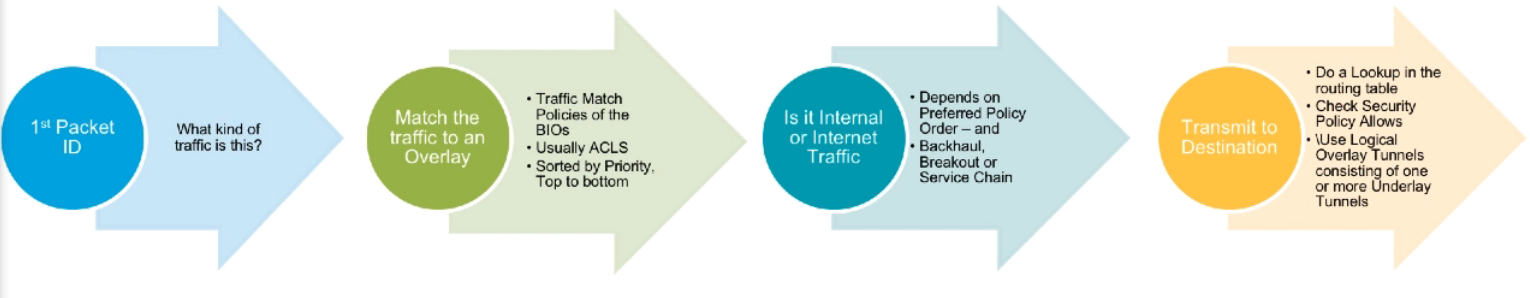 1st Packet
ID
What kind of
traffic is this?
Match the
traffic to an
Overlay
• Traffic Match
Policies of the
BIOs
• Usually ACLS
• Sorted by Priority,
Top to bottom
Is it Internal
or Internet
Traffic
• Depends on
Preferred Policy
Order – and
• Backhaul,
Breakout or
Service Chain
Transmit to
Destination
• Do a Lookup in the
routing table
• Check Security
Policy Allows
• \Use Logical
Overlay Tunnels
consisting of one
or more Underlay
Tunnels